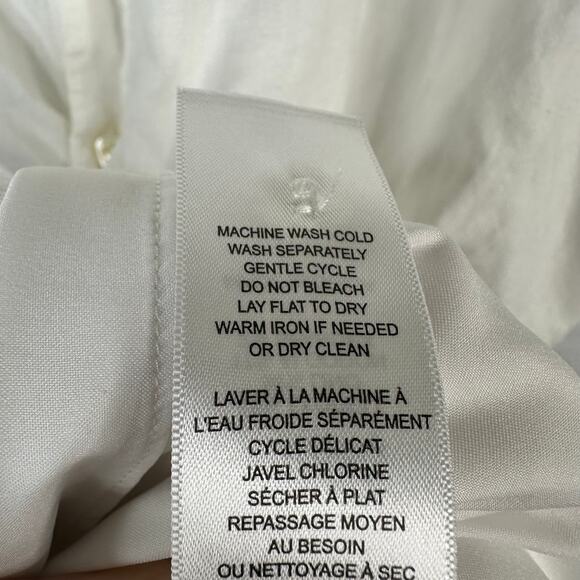 MACHINE WASH COLD
WASH SEPARATELY
GENTLE CYCLE
DO NOT BLEACH
LAY FLAT TO DRY
WARM IRON IF NEEDED
OR DRY CLEAN
LAVER À LA MACHINE À
L'EAU FROIDE SÉPARÉMENT
CYCLE DÉLICAT
JAVEL CHLORINE
SÉCHER À PLAT
REPASSAGE MOYEN
AU BESOIN
OU NETTOYAGE À SEC